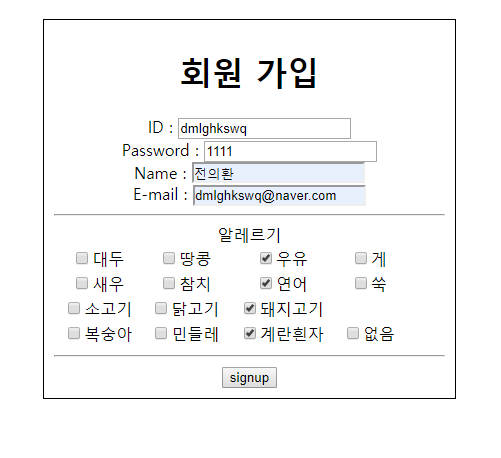 회원 가입
ID : dmlghkswq
Password : 1111
Name : 전의환
E-mail : dmlghkswq@naver.com
알레르기
대두 땅콩 우유 게
새우 참치 연어 쑥
소고기 닭고기 돼지고기
복숭아 민들레 계란흰자 없음
signup